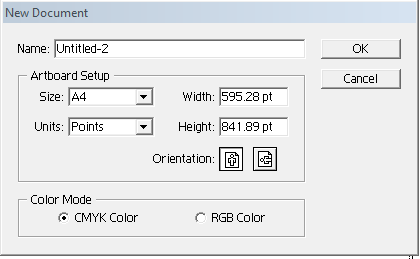 New Document
Name: Untitled-2
OK
Cancel
Artboard Setup
Size: A4 Width: 595.28 pt
Units: Points Height: 841.89 pt
Orientation:
Color Mode
CMYK Color RGB Color